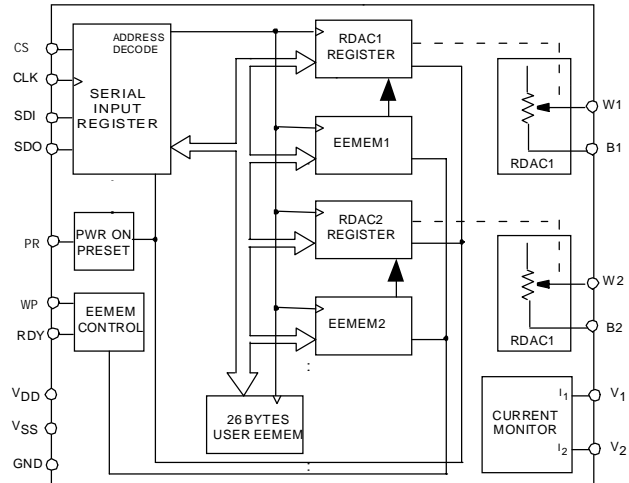 CS
CLK
SDI
SDO
PR
WP
RDY
VDD
VSS
GND
ADDRESS
DECODE
SERIAL
INPUT
REGISTER
PWR ON
PRESET
EEMEM
CONTROL
RDAC1
REGISTER
EEMEM1
RDAC2
REGISTER
EEMEM2
26 BYTES
USER EEMEM
RDAC1
W1
B1
RDAC1
W2
B2
CURRENT
MONITOR
I1
I2
V1
V2